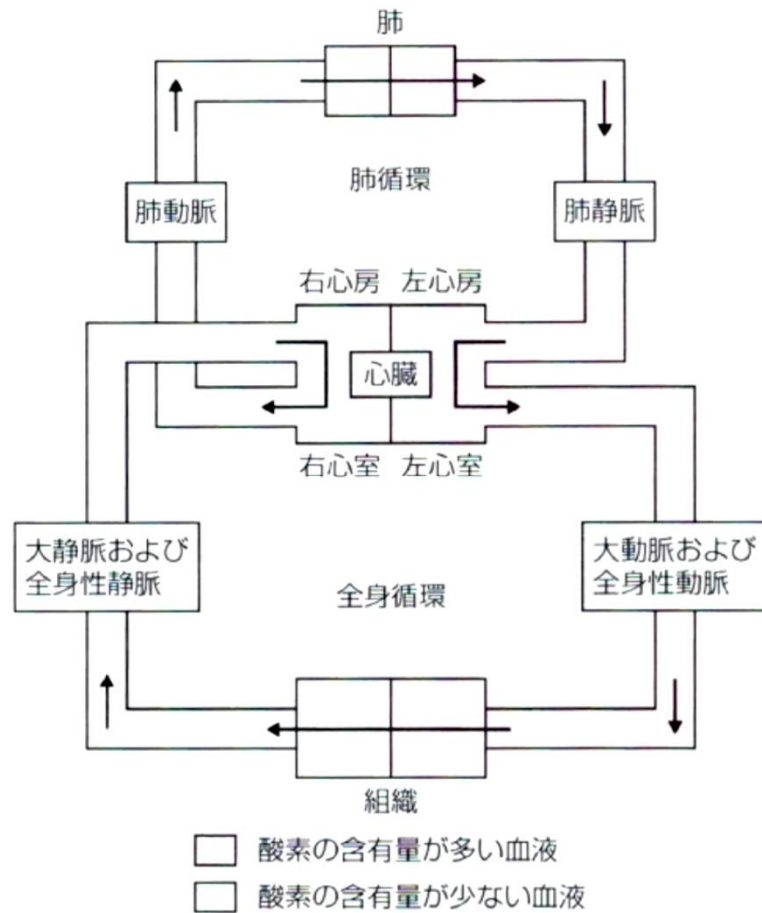 肺
肺循環
肺動脈
肺静脈
右心房 左心房
心臓
右心室 左心室
大静脈および
全身性静脈
大動脈および
全身性動脈
全身循環
組織
酸素の含有量が多い血液
酸素の含有量が少ない血液